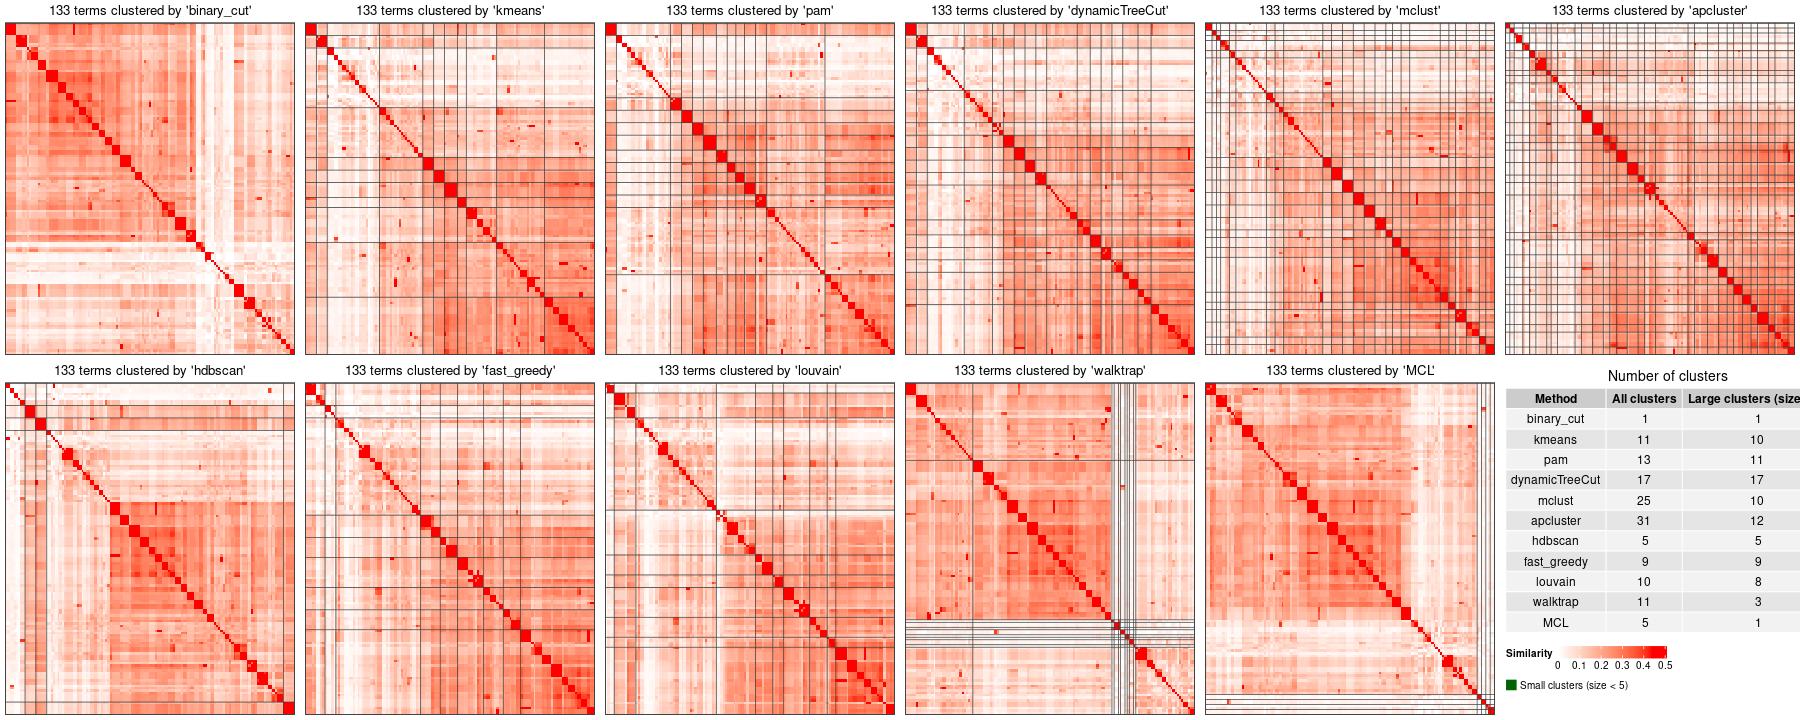 133 terms clustered by 'binary_cut'
133 terms clustered by 'kmeans'
133 terms clustered by 'pam'
133 terms clustered by 'dynamicTreeCut'
133 terms clustered by 'mclust'
133 terms clustered by 'apcluster'
133 terms clustered by 'hdbscan'
133 terms clustered by 'fast_greedy'
133 terms clustered by 'louvain'
133 terms clustered by 'walktrap'
133 terms clustered by 'MCL'
Number of clusters
Method All clusters Large clusters (size
binary_cut 1 1
kmeans 11 10
pam 13 11
dynamicTreeCut 17 17
mclust 25 10
apcluster 31 12
hdbscan 5 5
fast_greedy 9 9
louvain 10 8
walktrap 11 3
MCL 5 1
Similarity
0 0.1 0.2 0.3 0.4 0.5
Small clusters (size < 5)